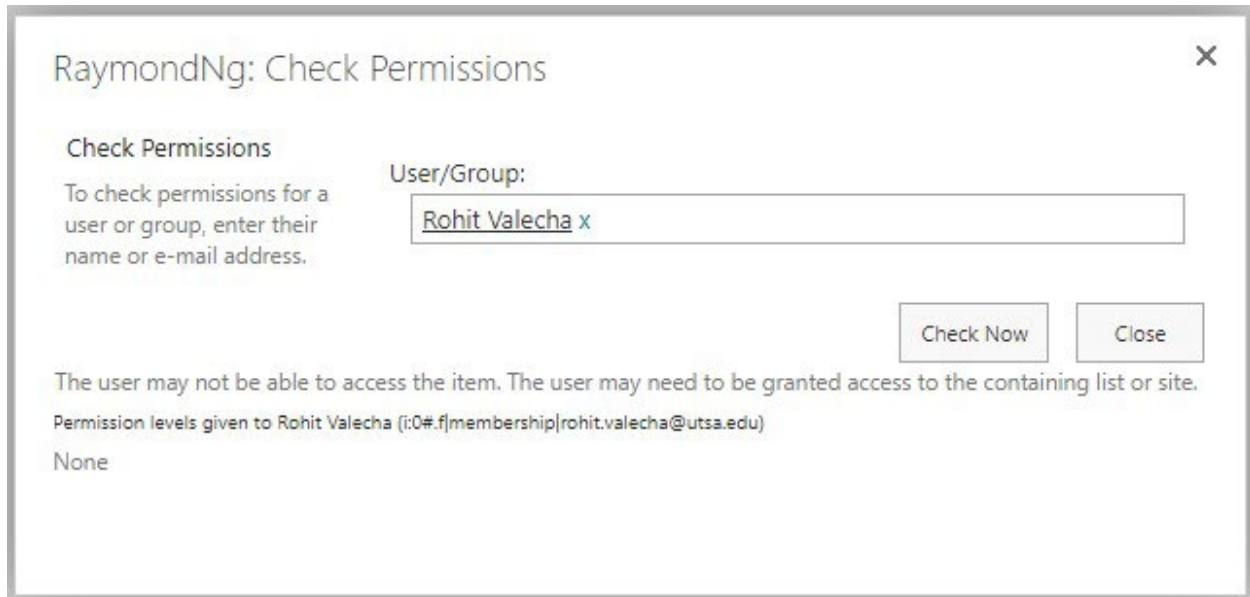 RaymondNg: Check Permissions
Check Permissions
To check permissions for a
user or group, enter their
name or e-mail address.
User/Group:
Rohit Valecha x
Check Now
Close
The user may not be able to access the item. The user may need to be granted access to the containing list or site.
Permission levels given to Rohit Valecha (i:0#.f|membership|rohit.valecha@utsa.edu)
None